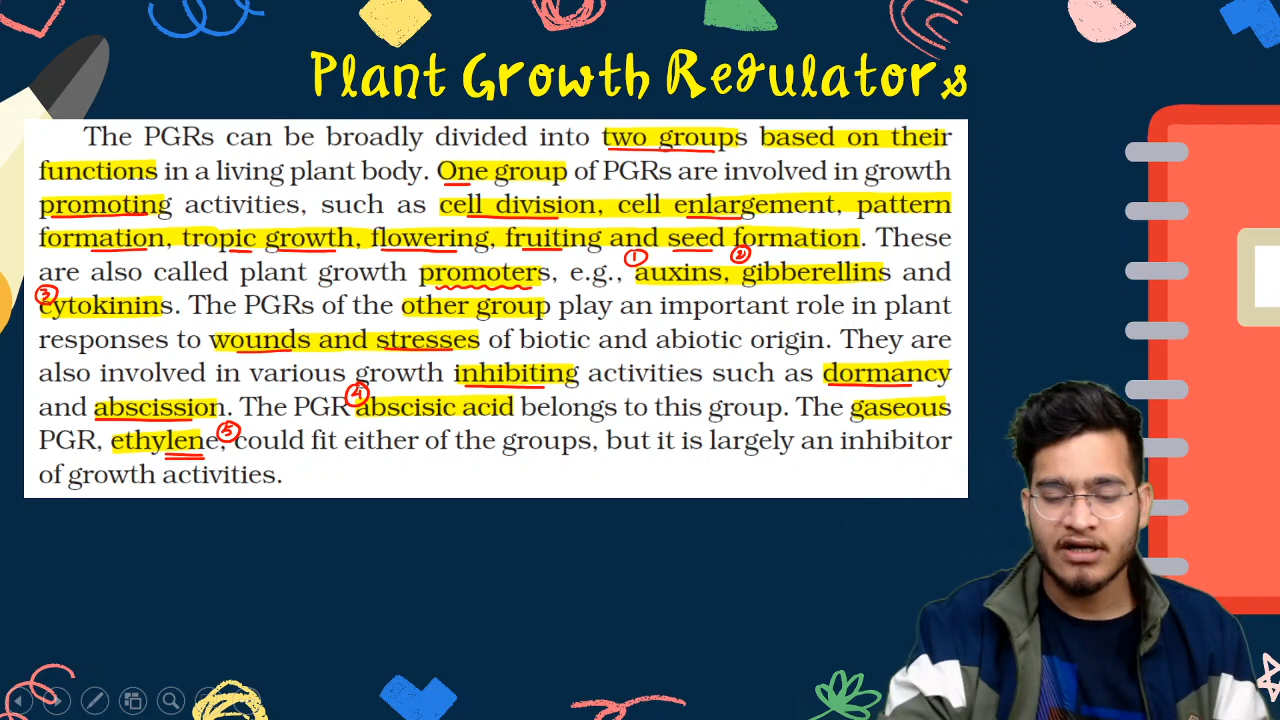 Plant Growth Regulators
The PGRs can be broadly divided into two groups based on their
functions in a living plant body. One group of PGRs are involved in growth
promoting activities, such as cell division, cell enlargement, pattern
formation, tropic growth, flowering, fruiting and seed formation. These
① ②
are also called plant growth promoters, e.g., auxins, gibberellins and
③
cytokinins. The PGRs of the other group play an important role in plant
responses to wounds and stresses of biotic and abiotic origin. They are
also involved in various growth inhibiting activities such as dormancy
④
and abscission. The PGR abscisic acid belongs to this group. The gaseous
⑤
PGR, ethylene, could fit either of the groups, but it is largely an inhibitor
of growth activities.